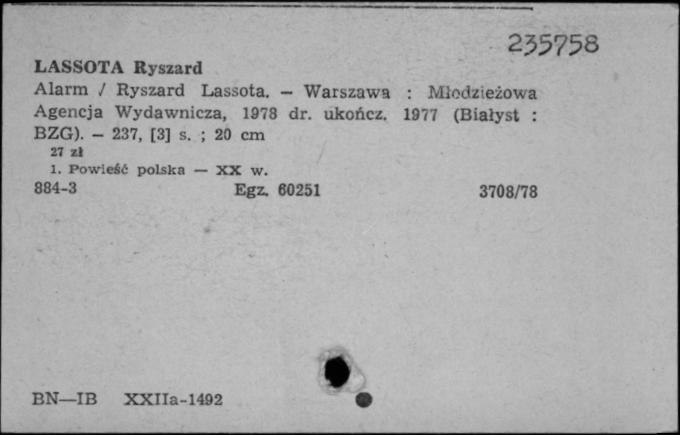 235758
LASSOTA Ryszard
Alarm / Ryszard Lassota. — Warszawa : Młodzieżowa
Agencja Wydawnicza, 1978 dr. ukończ. 1977 (Białyst :
BZG). — 237, [3] s. ; 20 cm
27 zł
1. Powieść polska — XX w.
884-3 Egz. 60251 3708/78
BN—IB XXIIa-1492